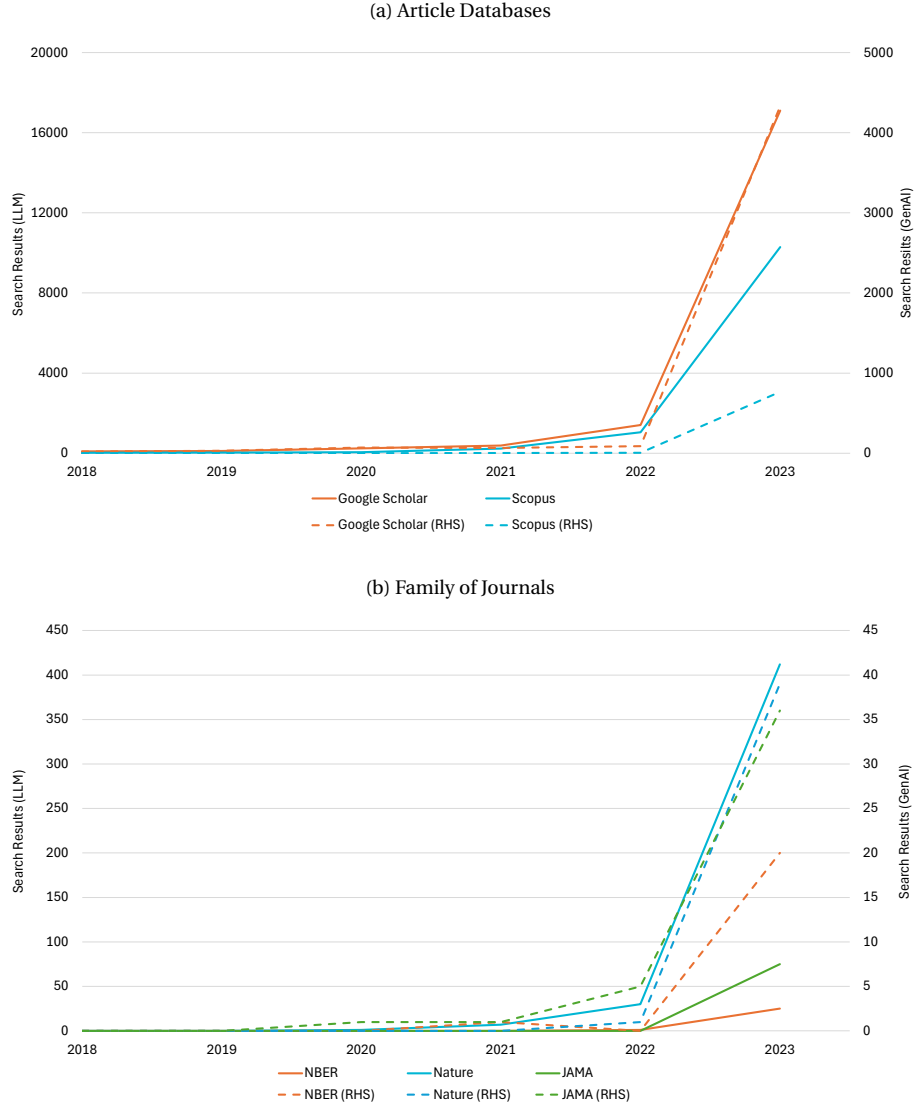 (a) Article Databases
20000
16000
12000
8000
4000
0
Search Results (LLM)
5000
4000
3000
2000
1000
0
Search Resilts (GenAI)
2018 2019 2020 2021 2022 2023
Google Scholar Scopus
Google Scholar (RHS) Scopus (RHS)
(b) Family of Journals
450
400
350
300
250
200
150
100
50
0
Search Results (LLM)
45
40
35
30
25
20
15
10
5
0
Search Results (GenAI)
2018 2019 2020 2021 2022 2023
NBER Nature JAMA
NBER (RHS) Nature (RHS) JAMA (RHS)